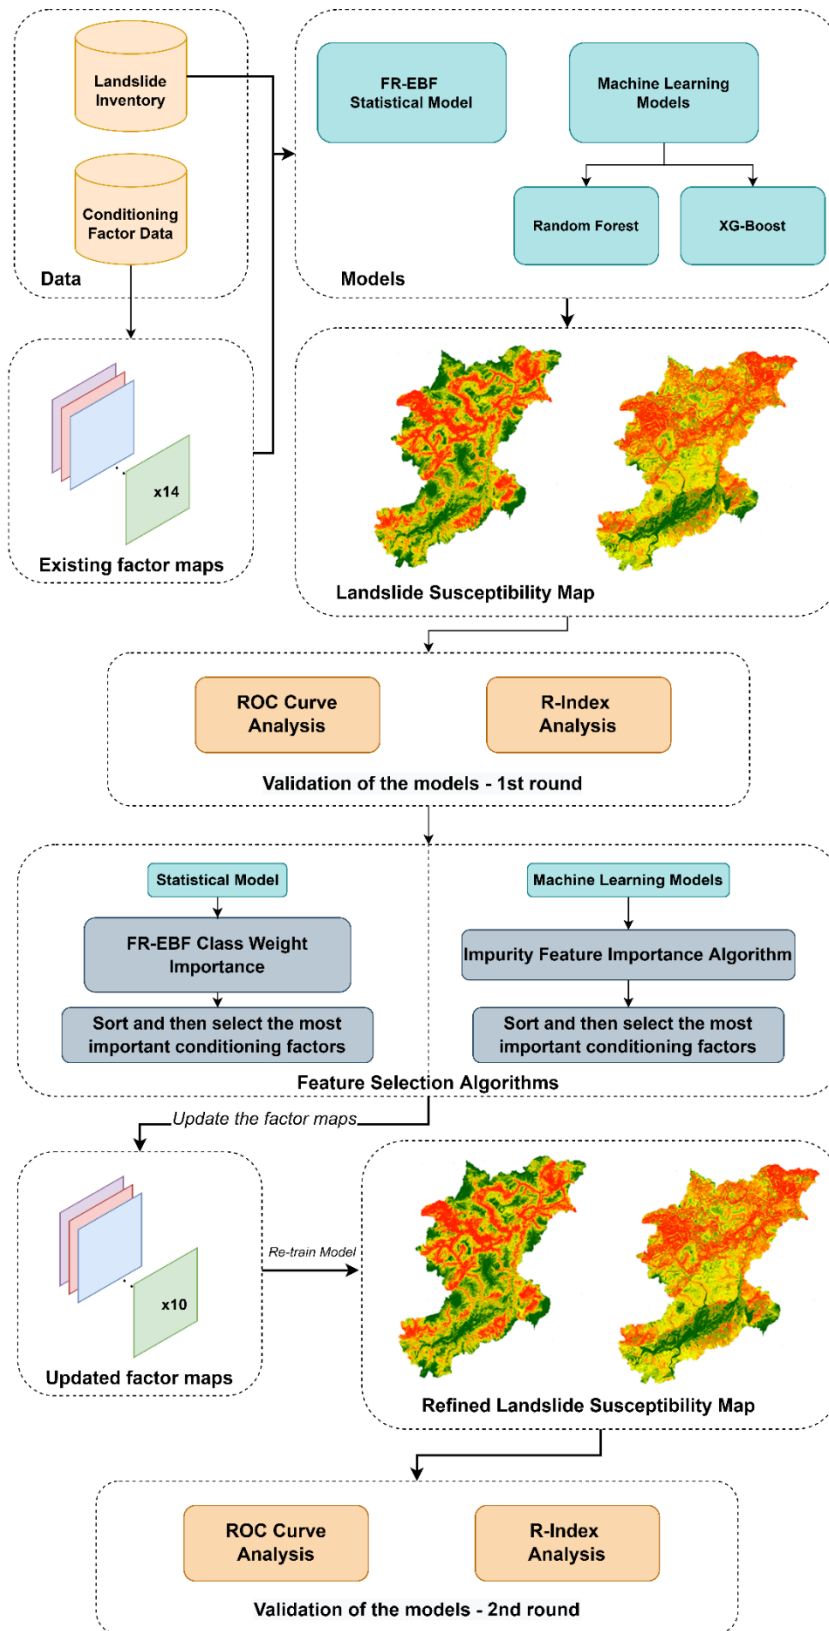 Landslide
Inventory
Conditioning
Factor Data
Data
FR-EBF
Statistical Model
Machine Learning
Models
Random Forest
XG-Boost
Models
x14
Existing factor maps
Landslide Susceptibility Map
ROC Curve
Analysis
R-Index
Analysis
Validation of the models - 1st round
Statistical Model
FR-EBF Class Weight
Importance
Sort and then select the most
important conditioning factors
Machine Learning Models
Impurity Feature Importance Algorithm
Sort and then select the most
important conditioning factors
Feature Selection Algorithms
Update the factor maps
x10
Updated factor maps
Re-train Model
Refined Landslide Susceptibility Map
ROC Curve
Analysis
R-Index
Analysis
Validation of the models - 2nd round